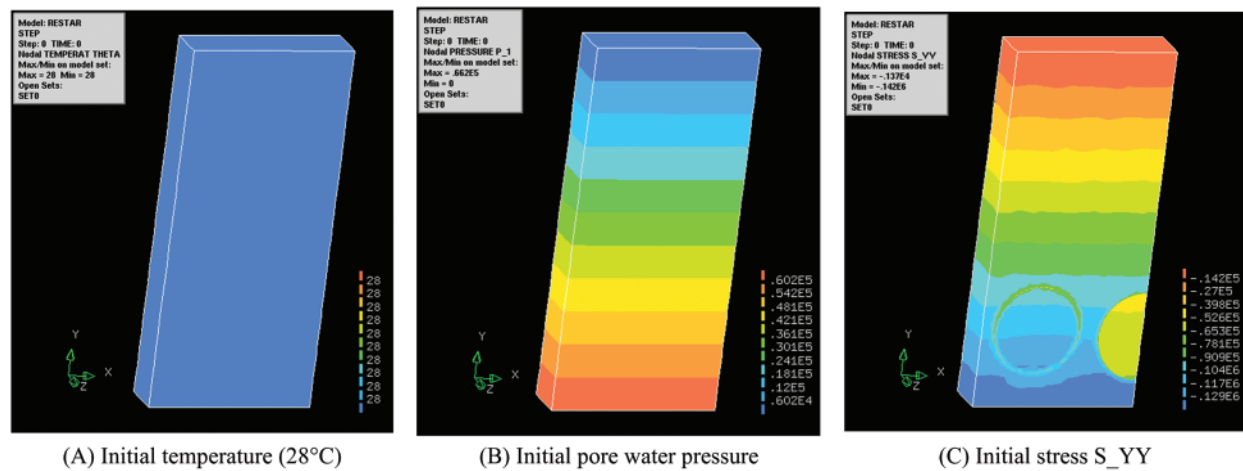 Model: RESTAR
STEP
Step: 0 TIME: 0
Nodal TEMPERAT THETA
Max/Min on model set:
Max = 28 Min = 28
Open Sets:
SET0
Y
X
Z
28
28
28
28
28
28
28
28
28
28
(A) Initial temperature (28°C)
Model: RESTAR
STEP
Step: 0 TIME: 0
Nodal PRESSURE P_1
Max/Min on model set:
Max = .662E5
Min = 0
Open Sets:
SET0
Y
X
Z
.602E5
.542E5
.481E5
.421E5
.361E5
.301E5
.241E5
.181E5
.12E5
.602E4
(B) Initial pore water pressure
Model: RESTAR
STEP
Step: 0 TIME: 0
Nodal STRESS S_YY
Max/Min on model set:
Max = -.137E4
Min = -.142E6
Open Sets:
SET0
Y
X
Z
-.142E5
-.27E5
-.398E5
-.526E5
-.653E5
-.781E5
-.909E5
-.104E6
-.117E6
-.129E6
(C) Initial stress S_YY